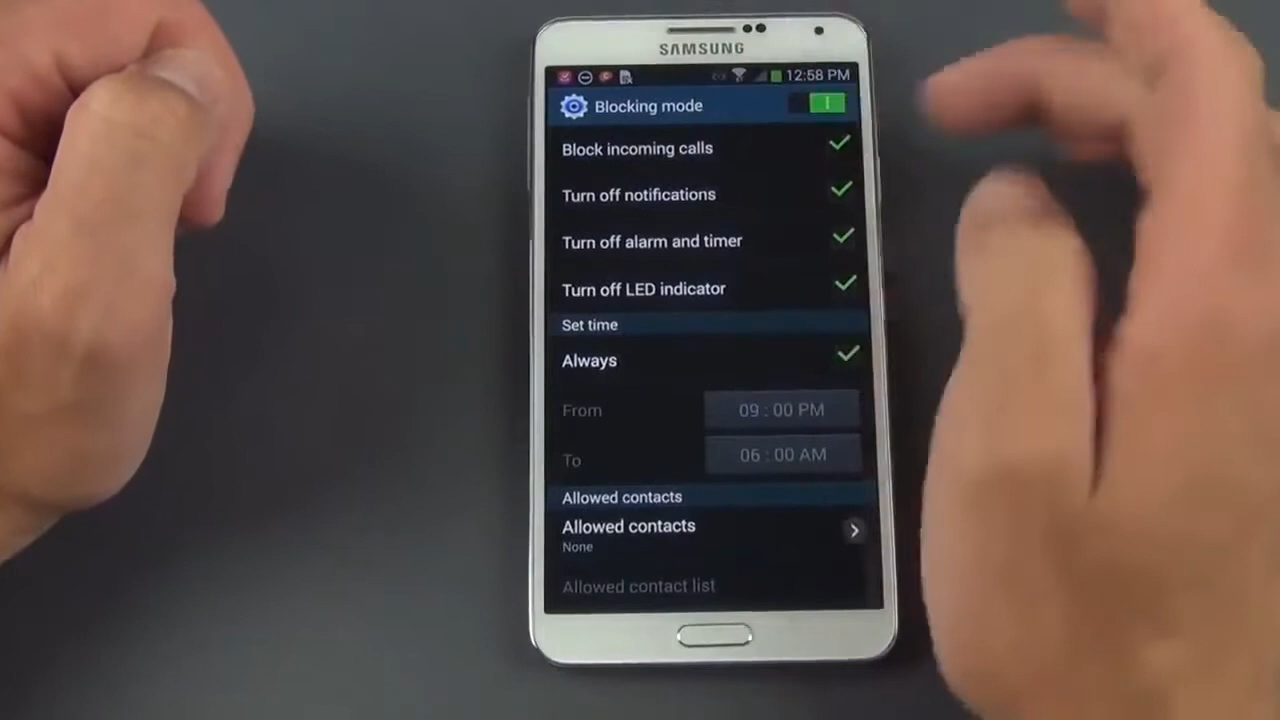 SAMSUNG
12:58 PM
Blocking mode
Block incoming calls
Turn off notifications
Turn off alarm and timer
Turn off LED indicator
Set time
Always
From
09 : 00 PM
To
06 : 00 AM
Allowed contacts
Allowed contacts
None
Allowed contact list